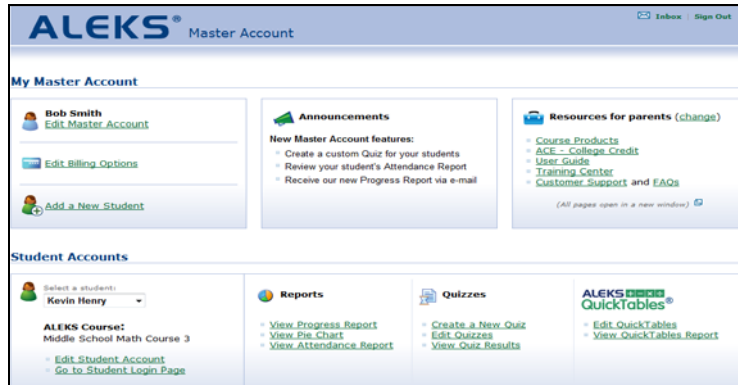 ALEKS® Master Account
Inbox | Sign Out
My Master Account
Bob Smith
Edit Master Account
Edit Billing Options
Add a New Student
Announcements
New Master Account features:
Create a custom Quiz for your students
Review your student's Attendance Report
Receive our new Progress Report via e-mail
Resources for parents (change)
Course Products
ACE - College Credit
User Guide
Training Center
Customer Support and FAQs
(All pages open in a new window)
Student Accounts
Select a student:
Kevin Henry
ALEKS Course:
Middle School Math Course 3
Edit Student Account
Go to Student Login Page
Reports
View Progress Report
View Pie Chart
View Attendance Report
Quizzes
Create a New Quiz
Edit Quizzes
View Quiz Results
ALEKS
QuickTables®
Edit QuickTables
View QuickTables Report